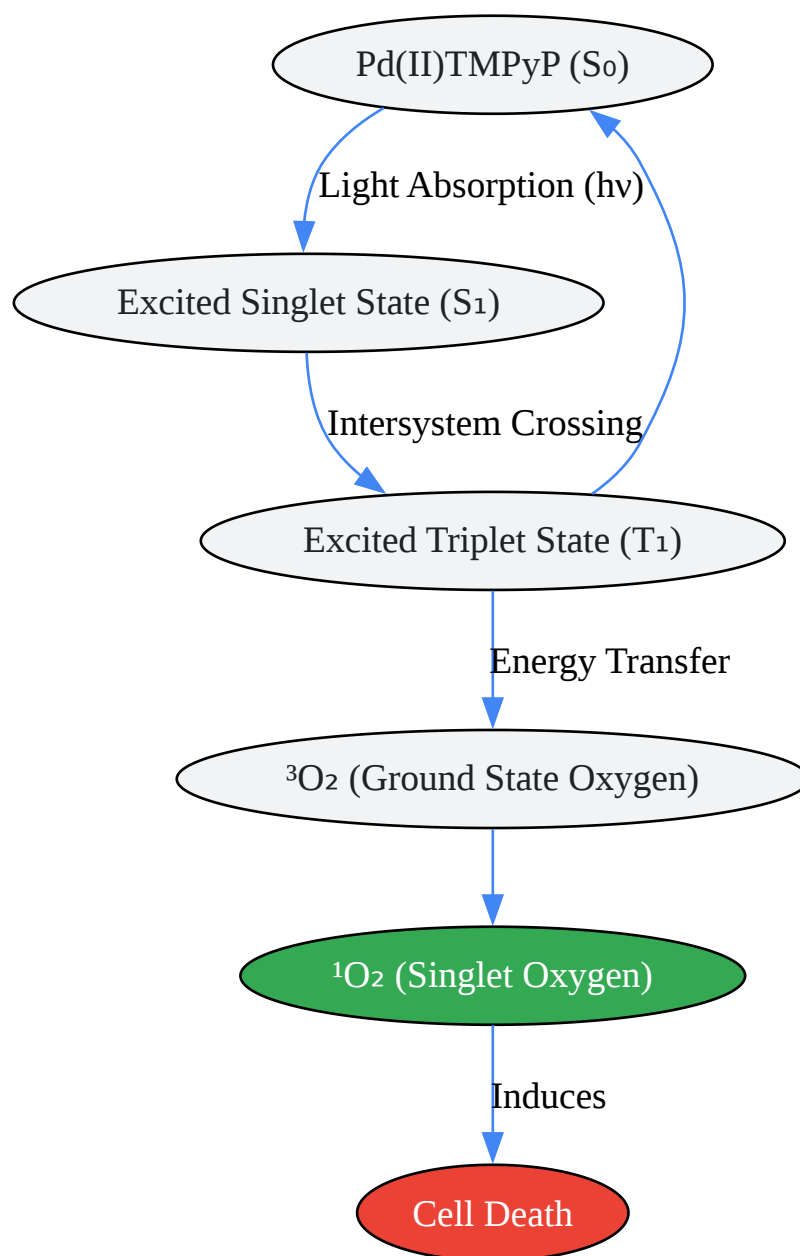 Pd(II)TMPyP (S₀)
Light Absorption (hν)
Excited Singlet State (S₁)
Intersystem Crossing
Excited Triplet State (T₁)
Energy Transfer
³O₂ (Ground State Oxygen)
¹O₂ (Singlet Oxygen)
Induces
Cell Death